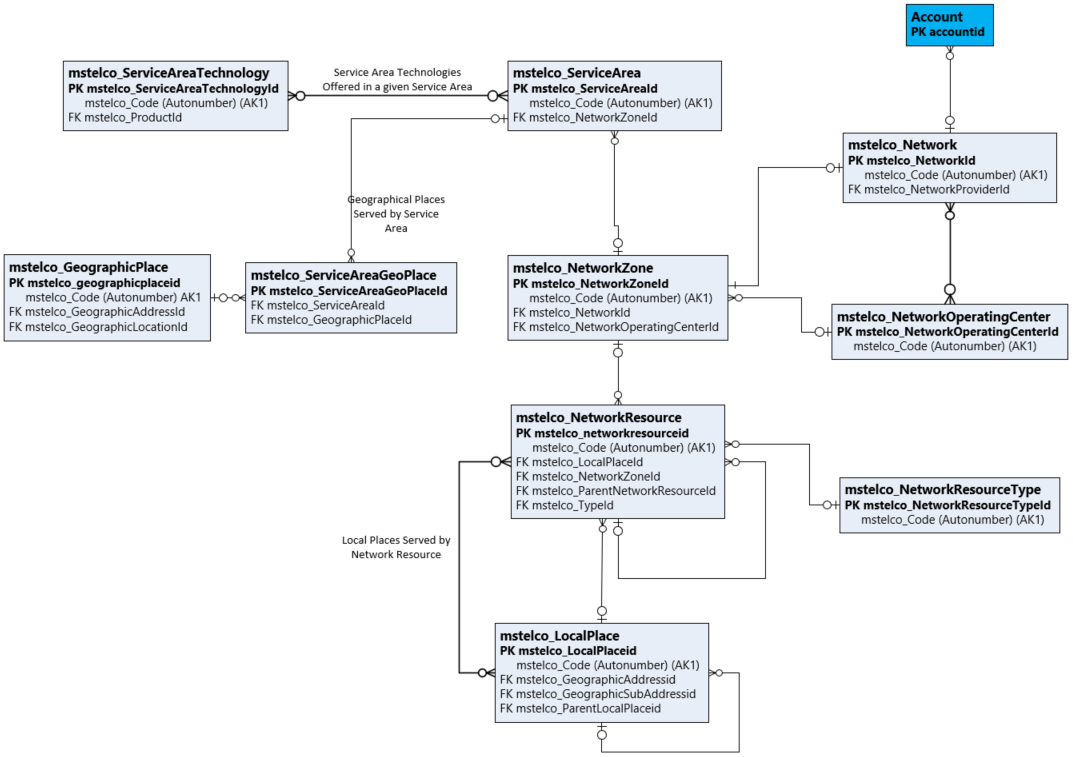 Account
PK accountid
mstelco_ServiceAreaTechnology
PK mstelco_ServiceAreaTechnologyId
mstelco_Code (Autonumber) (AK1)
FK mstelco_ProductId
Service Area Technologies
Offered in a given Service Area
mstelco_ServiceArea
PK mstelco_ServiceAreaId
mstelco_Code (Autonumber) (AK1)
FK mstelco_NetworkZoneId
mstelco_Network
PK mstelco_NetworkId
mstelco_Code (Autonumber) (AK1)
FK mstelco_NetworkProviderId
Geographical Places
Served by Service
Area
mstelco_GeographicPlace
PK mstelco_geographicplaceid
mstelco_Code (Autonumber) AK1
FK mstelco_GeographicAddressId
FK mstelco_GeographicLocationId
mstelco_ServiceAreaGeoPlace
PK mstelco_ServiceAreaGeoPlaceId
FK mstelco_ServiceAreaId
FK mstelco_GeographicPlaceId
mstelco_NetworkZone
PK mstelco_NetworkZoneId
mstelco_Code (Autonumber) (AK1)
FK mstelco_NetworkId
FK mstelco_NetworkOperatingCenterId
mstelco_NetworkOperatingCenter
PK mstelco_NetworkOperatingCenterId
mstelco_Code (Autonumber) (AK1)
mstelco_NetworkResource
PK mstelco_networkresourceid
mstelco_Code (Autonumber) (AK1)
FK mstelco_LocalPlaceId
FK mstelco_NetworkZoneId
FK mstelco_ParentNetworkResourceId
FK mstelco_TypeId
mstelco_NetworkResourceType
PK mstelco_NetworkResourceTypeId
mstelco_Code (Autonumber) (AK1)
Local Places Served by
Network Resource
mstelco_LocalPlace
PK mstelco_LocalPlaceid
mstelco_Code (Autonumber) (AK1)
FK mstelco_GeographicAddressid
FK mstelco_GeographicSubAddressid
FK mstelco_ParentLocalPlaceid